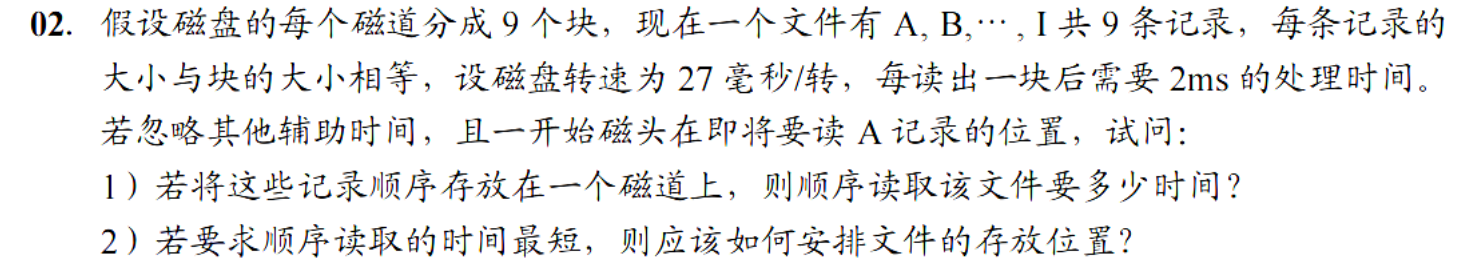 02. 假设磁盘的每个磁道分成 9 个块，现在一个文件有 A, B,⋯ , I 共 9 条记录，每条记录的
大小与块的大小相等，设磁盘转速为 27 毫秒/转，每读出一块后需要 2ms 的处理时间。
若忽略其他辅助时间，且一开始磁头在即将要读 A 记录的位置，试问：
1）若将这些记录顺序存放在一个磁道上，则顺序读取该文件要多少时间？
2）若要求顺序读取的时间最短，则应该如何安排文件的存放位置？